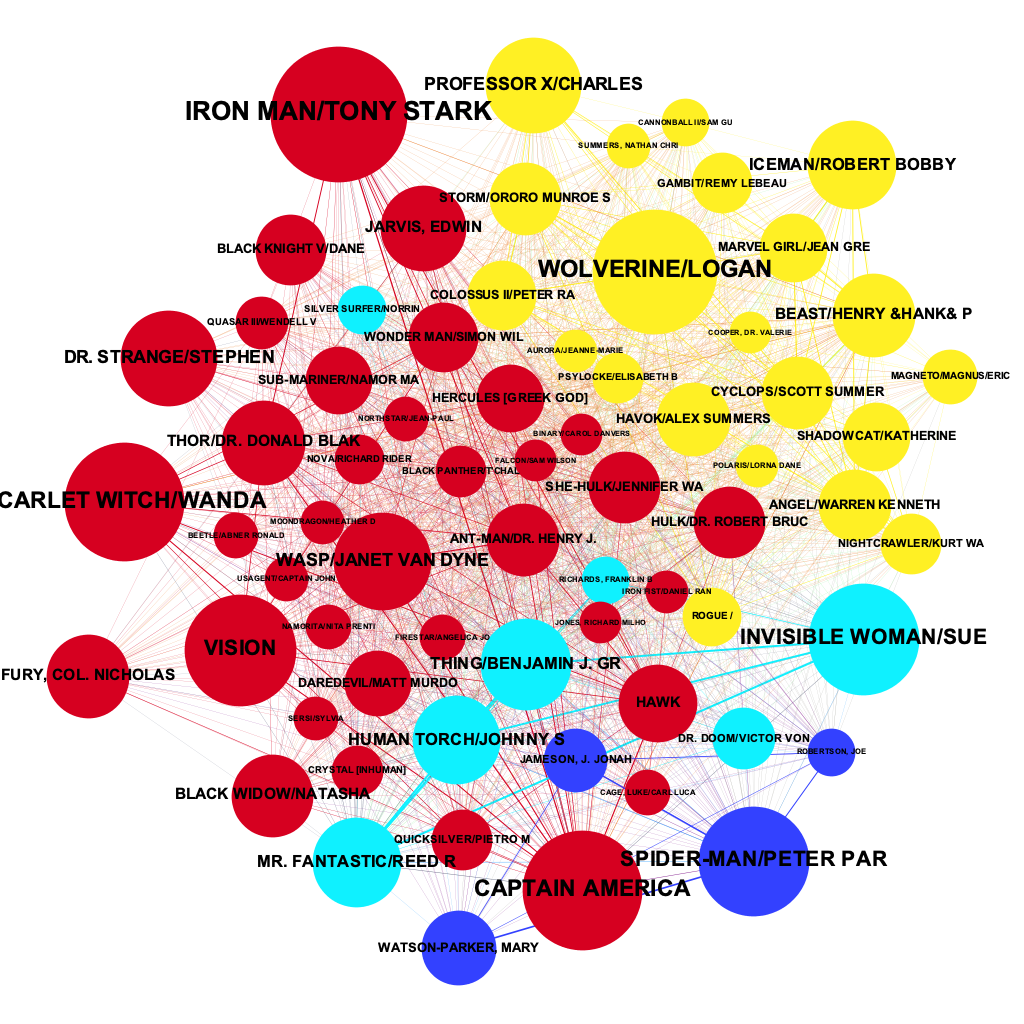 PROFESSOR X/CHARLES
IRON MAN/TONY STARK
CANNONBALL II/SAM GU
SUMMERS, NATHAN CHRI
ICEMAN/ROBERT BOBBY
GAMBIT/REMY LEBEAU
STORM/ORORO MUNROE S
JARVIS, EDWIN
BLACK KNIGHT V/DANE
MARVEL GIRL/JEAN GRE
WOLVERINE/LOGAN
COLOSSUS II/PETER RA
SILVER SURFER/NORRIN
BEAST/HENRY &HANK& P
QUASAR III/WENDELL V
COOPER, DR. VALERIE
WONDER MAN/SIMON WIL
AURORA/JEANNE-MARIE
DR. STRANGE/STEPHEN
MAGNETO/MAGNUS/ERIC
PSYLOCKE/ELISABETH B
SUB-MARINER/NAMOR MA
CYCLOPS/SCOTT SUMMER
HERCULES [GREEK GOD]
NORTHSTAR/JEAN-PAUL
HAVOK/ALEX SUMMERS
BINARY/CAROL DANVERS
SHADOWCAT/KATHERINE
THOR/DR. DONALD BLAK
NOVA/RICHARD RIDER
FALCON/SAM WILSON
POLARIS/LORNA DANE
BLACK PANTHER/T'CHAL
SHE-HULK/JENNIFER WA
CARLET WITCH/WANDA
ANGEL/WARREN KENNETH
MOONDRAGON/HEATHER D
HULK/DR. ROBERT BRUC
BEETLE/ABNER RONALD
ANT-MAN/DR. HENRY J.
NIGHTCRAWLER/KURT WA
WASP/JANET VAN DYNE
USAGENT/CAPTAIN JOHN
RICHARDS, FRANKLIN B
IRON FIST/DANIEL RAN
ROGUE /
JONES, RICHARD MILHO
NAMORITA/NITA PRENTI
FIRESTAR/ANGELICA JO
INVISIBLE WOMAN/SUE
VISION
THING/BENJAMIN J. GR
FURY, COL. NICHOLAS
DAREDEVIL/MATT MURDO
HAWK
SERSI/SYLVIA
HUMAN TORCH/JOHNNY S
DR. DOOM/VICTOR VON
ROBERTSON, JOE
JAMESON, J. JONAH
CRYSTAL [INHUMAN]
CAGE, LUKE/CARL LUCA
BLACK WIDOW/NATASHA
QUICKSILVER/PIETRO M
SPIDER-MAN/PETER PAR
MR. FANTASTIC/REED R
CAPTAIN AMERICA
WATSON-PARKER, MARY